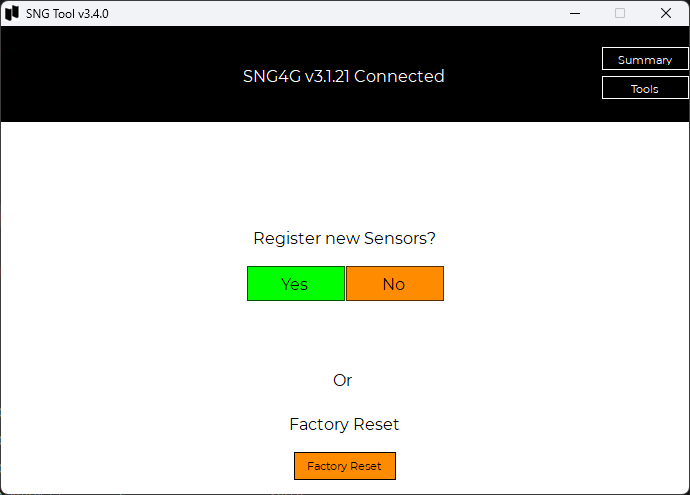 SNG Tool v3.4.0
SNG4G v3.1.21 Connected
Summary
Tools
Register new Sensors?
Yes No
Or
Factory Reset
Factory Reset